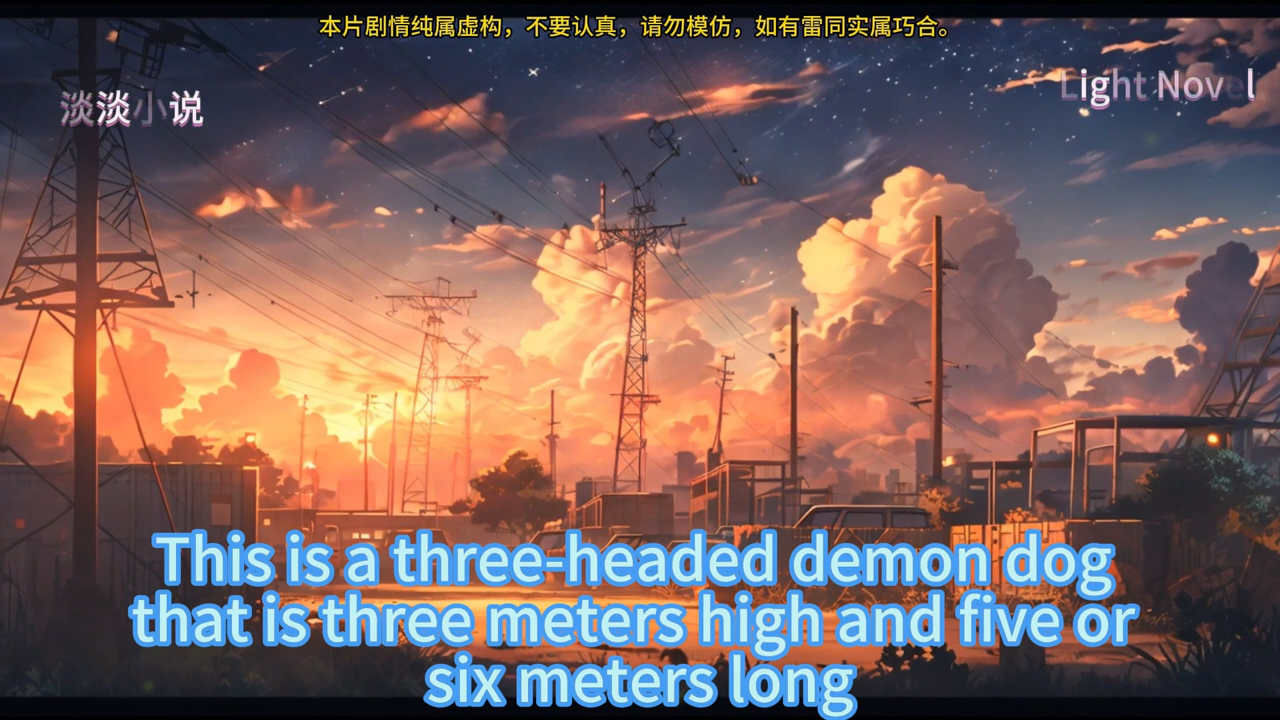 本片剧情纯属虚构，不要认真，请勿模仿，如有雷同实属巧合。
淡淡小说
Light Novel
This is a three-headed demon dog
that is three meters high and five or
six meters long